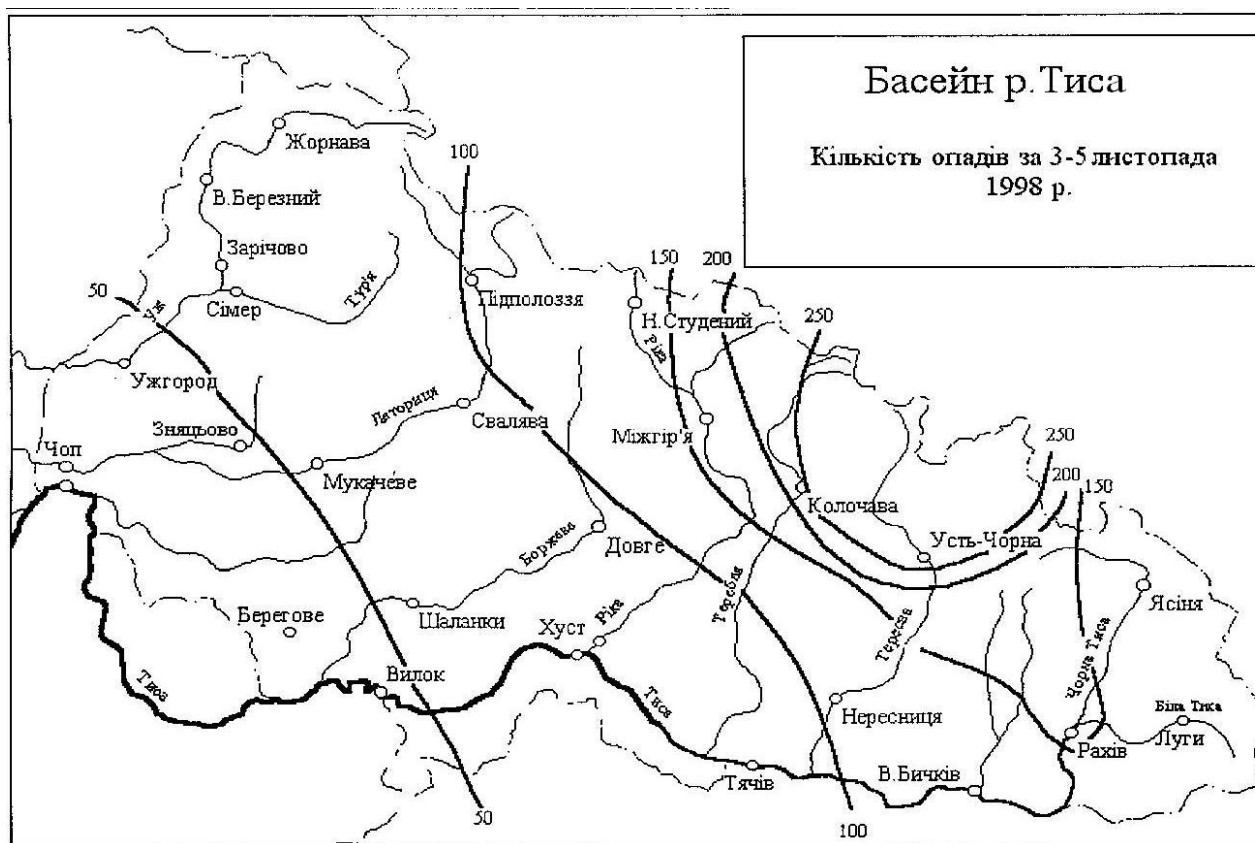 Басейн р.Тиса
Кількість опадів за 3-5 листопада
1998 р.
Жорнава
100
В.Березний
Зарічово
150
200
50
Уж
Сімер
Тур'я
Підполоззя
Н.Студений
250
Ріка
Ужгород
Латориця
Свалява
Міжгір'я
Зняцьово
Чоп
250
Мукачеве
200
150
Колочава
Боржава
Довге
Усть-Чорна
Теребля
Ясіня
Берегове
Шаланки
Ріка
Хуст
Тересва
Чорна Тиса
Вилок
Тиса
Тиса
Нересниця
Біла Тиса
Луги
Рахів
Тячів
В.Бичків
50
100